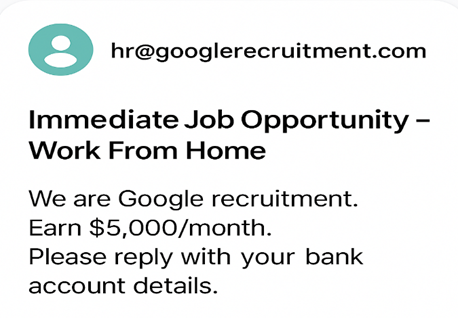 hr@googlerecruitment.com
Immediate Job Opportunity –
Work From Home
We are Google recruitment.
Earn $5,000/month.
Please reply with your bank
account details.